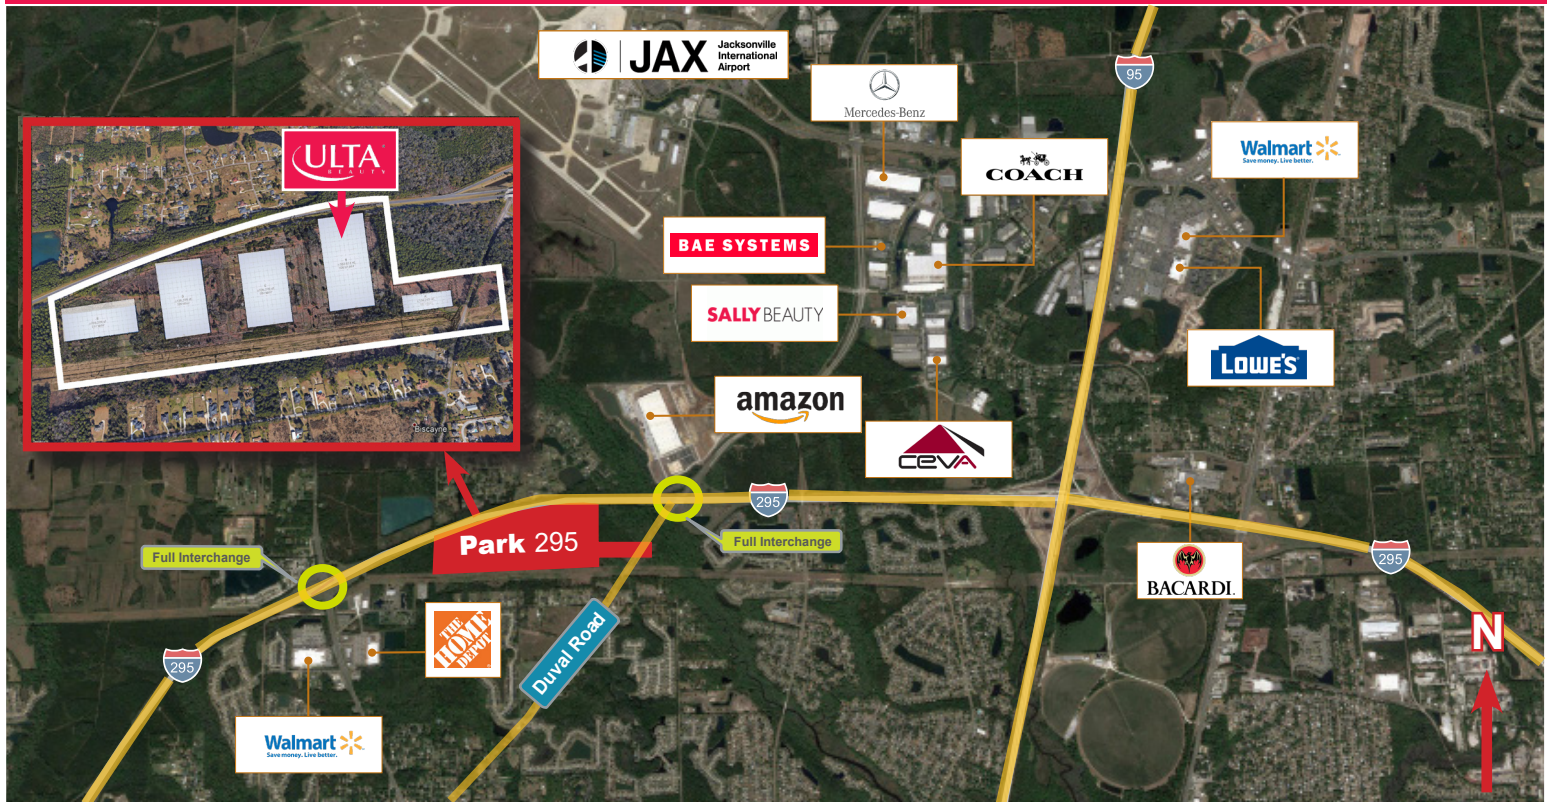 JAX
Jacksonville
International
Airport
Mercedes-Benz
95
COACH
Walmart
Save money. Live better.
ULTA
BEAUTY
BAE SYSTEMS
SALLY BEAUTY
LOWE'S
amazon
CEVA
Biscayne
295
Park 295
Full Interchange
Full Interchange
BACARDI.
295
THE
HOME
DEPOT
Duval Road
N
295
Walmart
Save money. Live better.